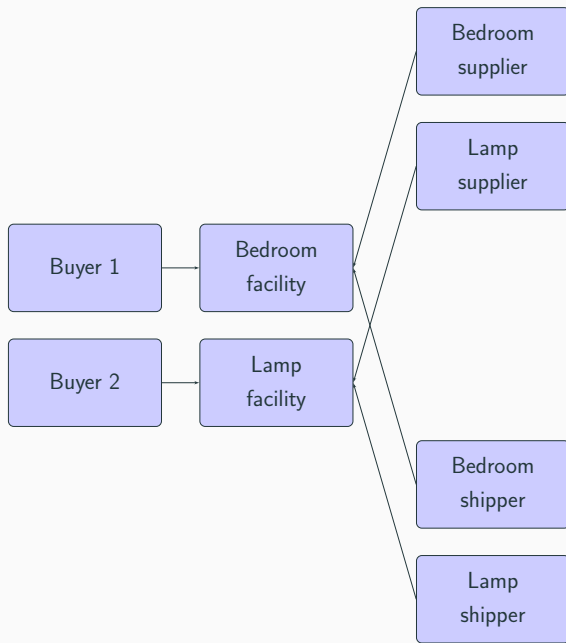 Bedroom
supplier
Lamp
supplier
Buyer 1
Bedroom
facility
Buyer 2
Lamp
facility
Bedroom
shipper
Lamp
shipper